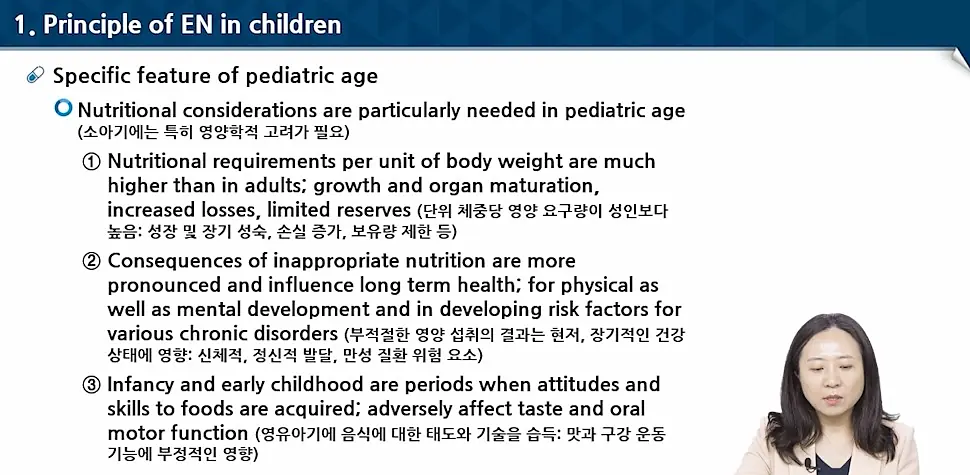 1. Principle of EN in children
Specific feature of pediatric age
Nutritional considerations are particularly needed in pediatric age
(소아기에는 특히 영양학적 고려가 필요)
① Nutritional requirements per unit of body weight are much
higher than in adults; growth and organ maturation,
increased losses, limited reserves (단위 체중당 영양 요구량이 성인보다
높음: 성장 및 장기 성숙, 손실 증가, 보유량 제한 등)
② Consequences of inappropriate nutrition are more
pronounced and influence long term health; for physical as
well as mental development and in developing risk factors for
various chronic disorders (부적절한 영양 섭취의 결과는 현저, 장기적인 건강
상태에 영향: 신체적, 정신적 발달, 만성 질환 위험 요소)
③ Infancy and early childhood are periods when attitudes and
skills to foods are acquired; adversely affect taste and oral
motor function (영유아기에 음식에 대한 태도와 기술을 습득: 맛과 구강 운동
기능에 부정적인 영향)